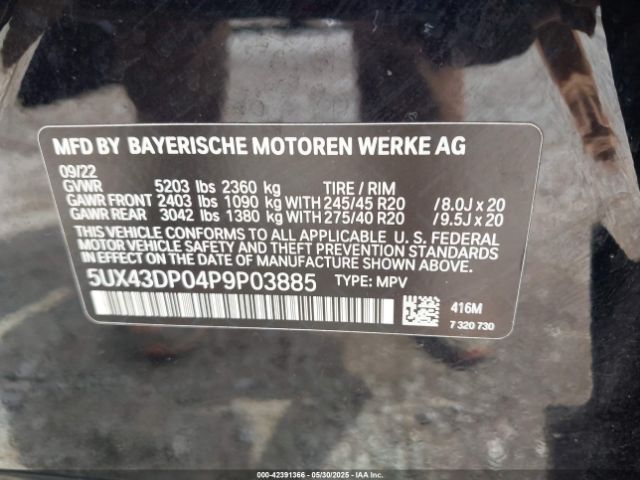 MFD BY BAYERISCHE MOTOREN WERKE AG
09/22
GVWR 5203 lbs 2360 kg TIRE / RIM
GAWR FRONT 2403 lbs 1090 kg WITH 245/45 R20 / 8.0J x 20
GAWR REAR 3042 lbs 1380 kg WITH 275/40 R20 / 9.5J x 20
THIS VEHICLE CONFORMS TO ALL APPLICABLE U. S. FEDERAL
MOTOR VEHICLE SAFETY AND THEFT PREVENTION STANDARDS
IN EFFECT ON THE DATE OF MANUFACTURE SHOWN ABOVE.
5UX43DP04P9P03885 TYPE: MPV
416M
7 320 730
000-42391366 - 05/30/2025 - IAA Inc.